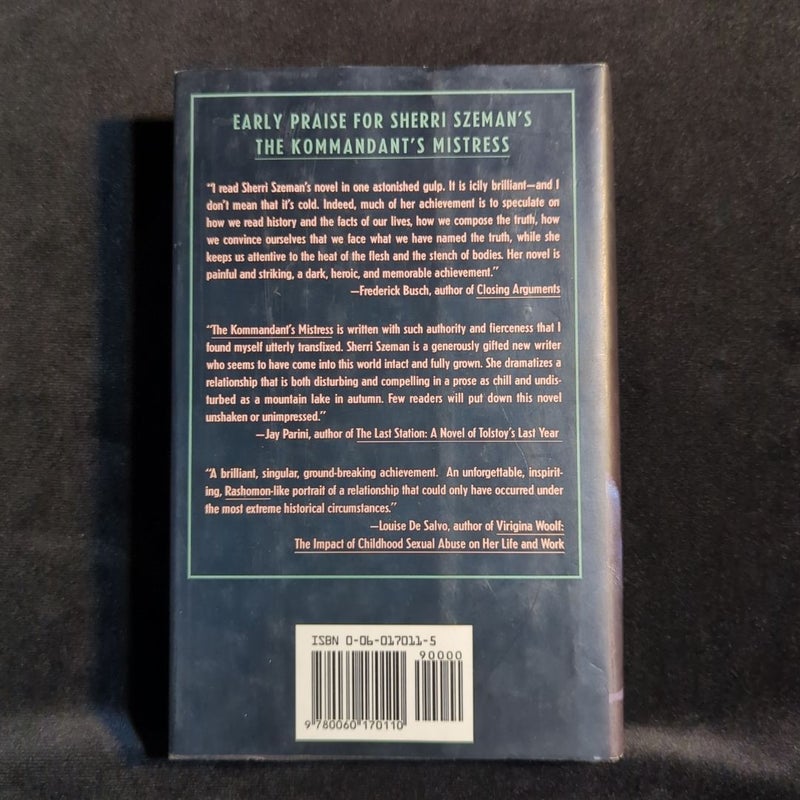 EARLY PRAISE FOR SHERRI SZEMAN'S
THE KOMMANDANT'S MISTRESS
"I read Sherri Szeman's novel in one astonished gulp. It is icily brilliant—and I
don't mean that it's cold. Indeed, much of her achievement is to speculate on
how we read history and the facts of our lives, how we compose the truth, how
we convince ourselves that we face what we have named the truth, while she
keeps us attentive to the heat of the flesh and the stench of bodies. Her novel is
painful and striking, a dark, heroic, and memorable achievement."
—Frederick Busch, author of Closing Arguments
"The Kommandant's Mistress is written with such authority and fierceness that I
found myself utterly transfixed. Sherri Szeman is a generously gifted new writer
who seems to have come into this world intact and fully grown. She dramatizes a
relationship that is both disturbing and compelling in a prose as chill and undis-
turbed as a mountain lake in autumn. Few readers will put down this novel
unshaken or unimpressed."
—Jay Parini, author of The Last Station: A Novel of Tolstoy's Last Year
"A brilliant, singular, ground-breaking achievement. An unforgettable, inspirit-
ing, Rashomon-like portrait of a relationship that could only have occurred under
the most extreme historical circumstances."
—Louise De Salvo, author of Virigina Woolf:
The Impact of Childhood Sexual Abuse on Her Life and Work
ISBN 0-06-017011-5
90000
9 780060 170110